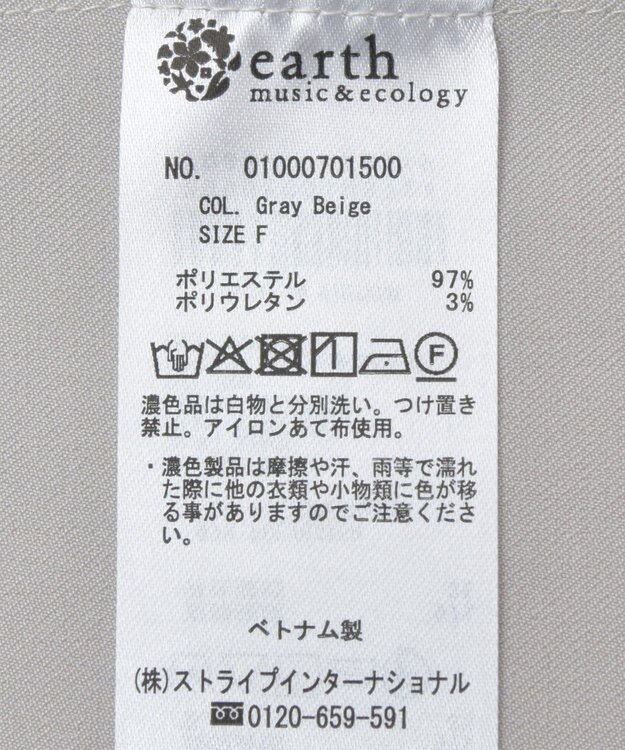 earth
music&ecology
NO. 01000701500
COL. Gray Beige
SIZE F
ポリエステル 97%
ポリウレタン 3%
F
濃色品は白物と分別洗い。つけ置き
禁止。アイロンあて布使用。
・濃色製品は摩擦や汗、雨等で濡れ
た際に他の衣類や小物類に色が移
る事がありますのでご注意くださ
い。
ベトナム製
(株)ストライプインターナショナル
0120-659-591